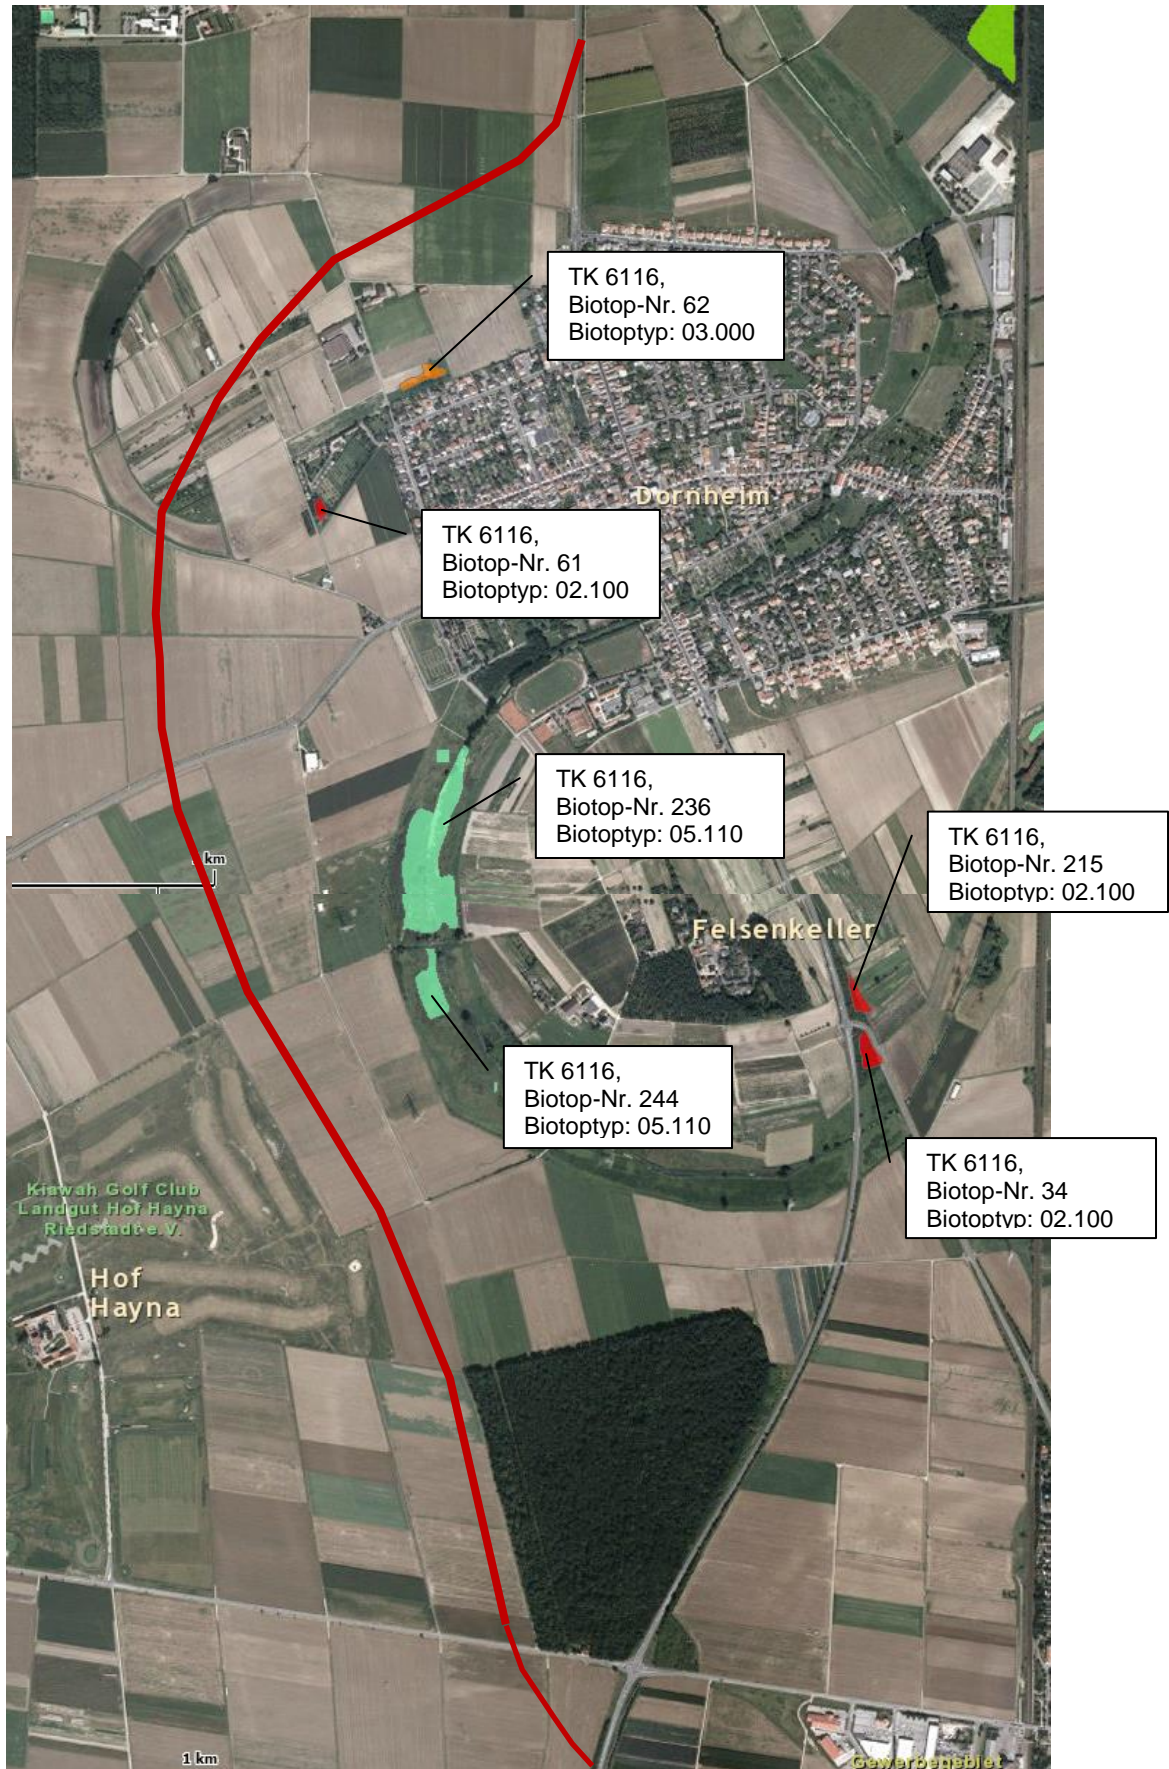 TK 6116,
Biotop-Nr. 62
Biotoptyp: 03.000
Dornheim
TK 6116,
Biotop-Nr. 61
Biotoptyp: 02.100
TK 6116,
Biotop-Nr. 236
Biotoptyp: 05.110
TK 6116,
Biotop-Nr. 215
Biotoptyp: 02.100
km
Felsenkeller
TK 6116,
Biotop-Nr. 244
Biotoptyp: 05.110
TK 6116,
Biotop-Nr. 34
Biotoptyp: 02.100
Kiawah Golf Club
Landgut Hof Hayna
Riedstadt e.V.
Hof
Hayna
1 km
Gewerbegebiet